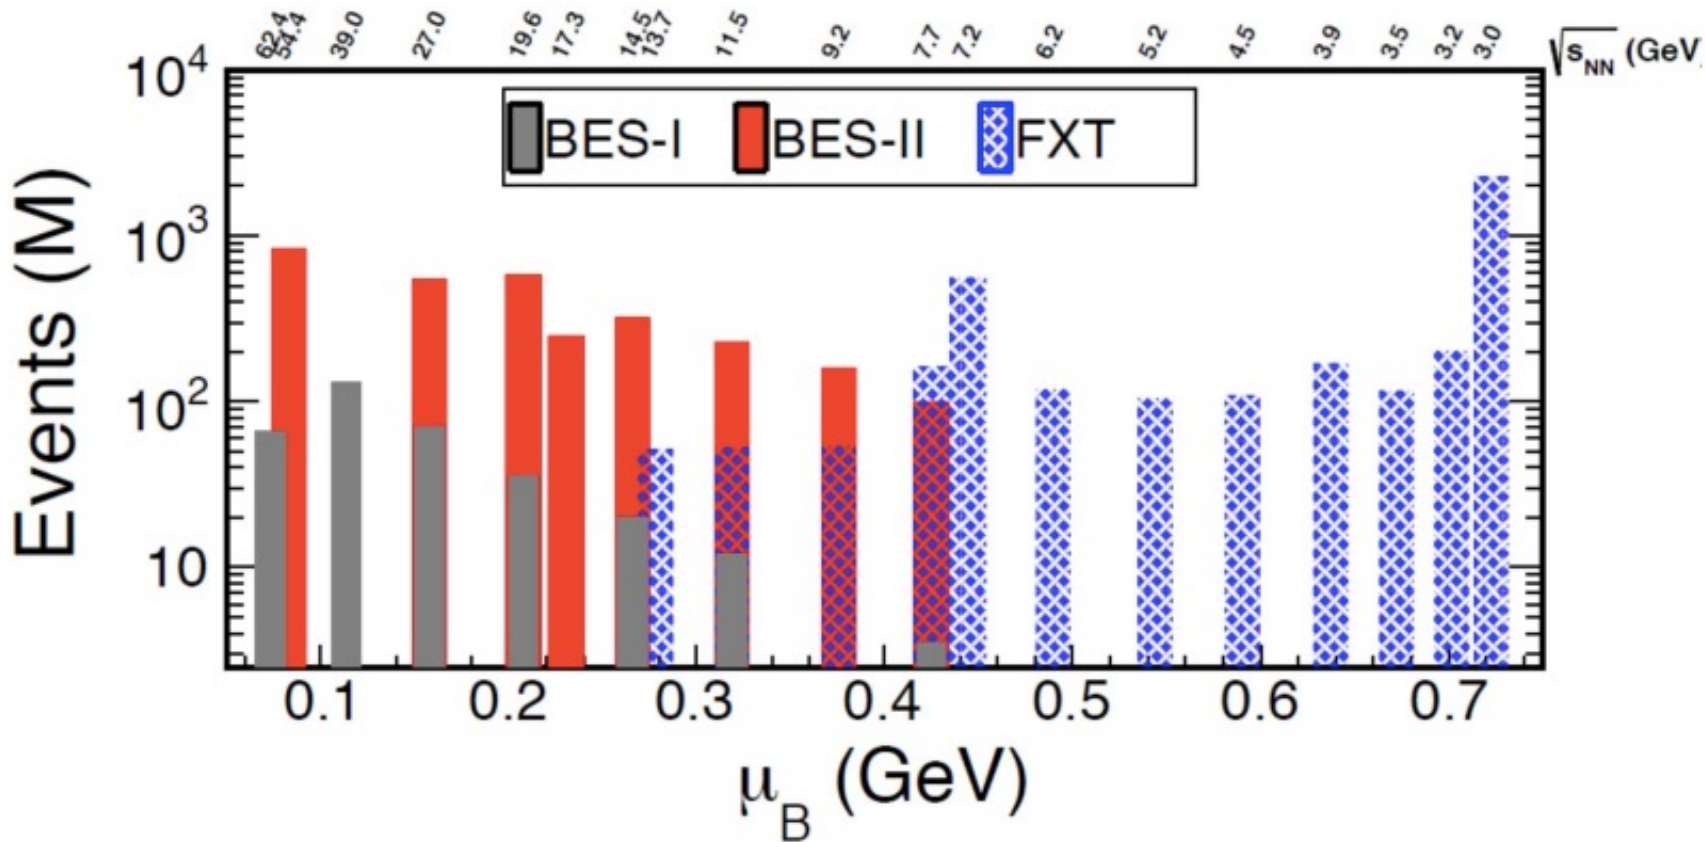 62.4 54.4 39.0 27.0 19.6 17.3 14.5 13.7 11.5 9.2 7.7 7.2 6.2 5.2 4.5 3.9 3.5 3.2 3.0 √s_NN (GeV
10⁴
BES-I BES-II FXT
10³
10²
10
Events (M)
0.1 0.2 0.3 0.4 0.5 0.6 0.7
μ_B (GeV)